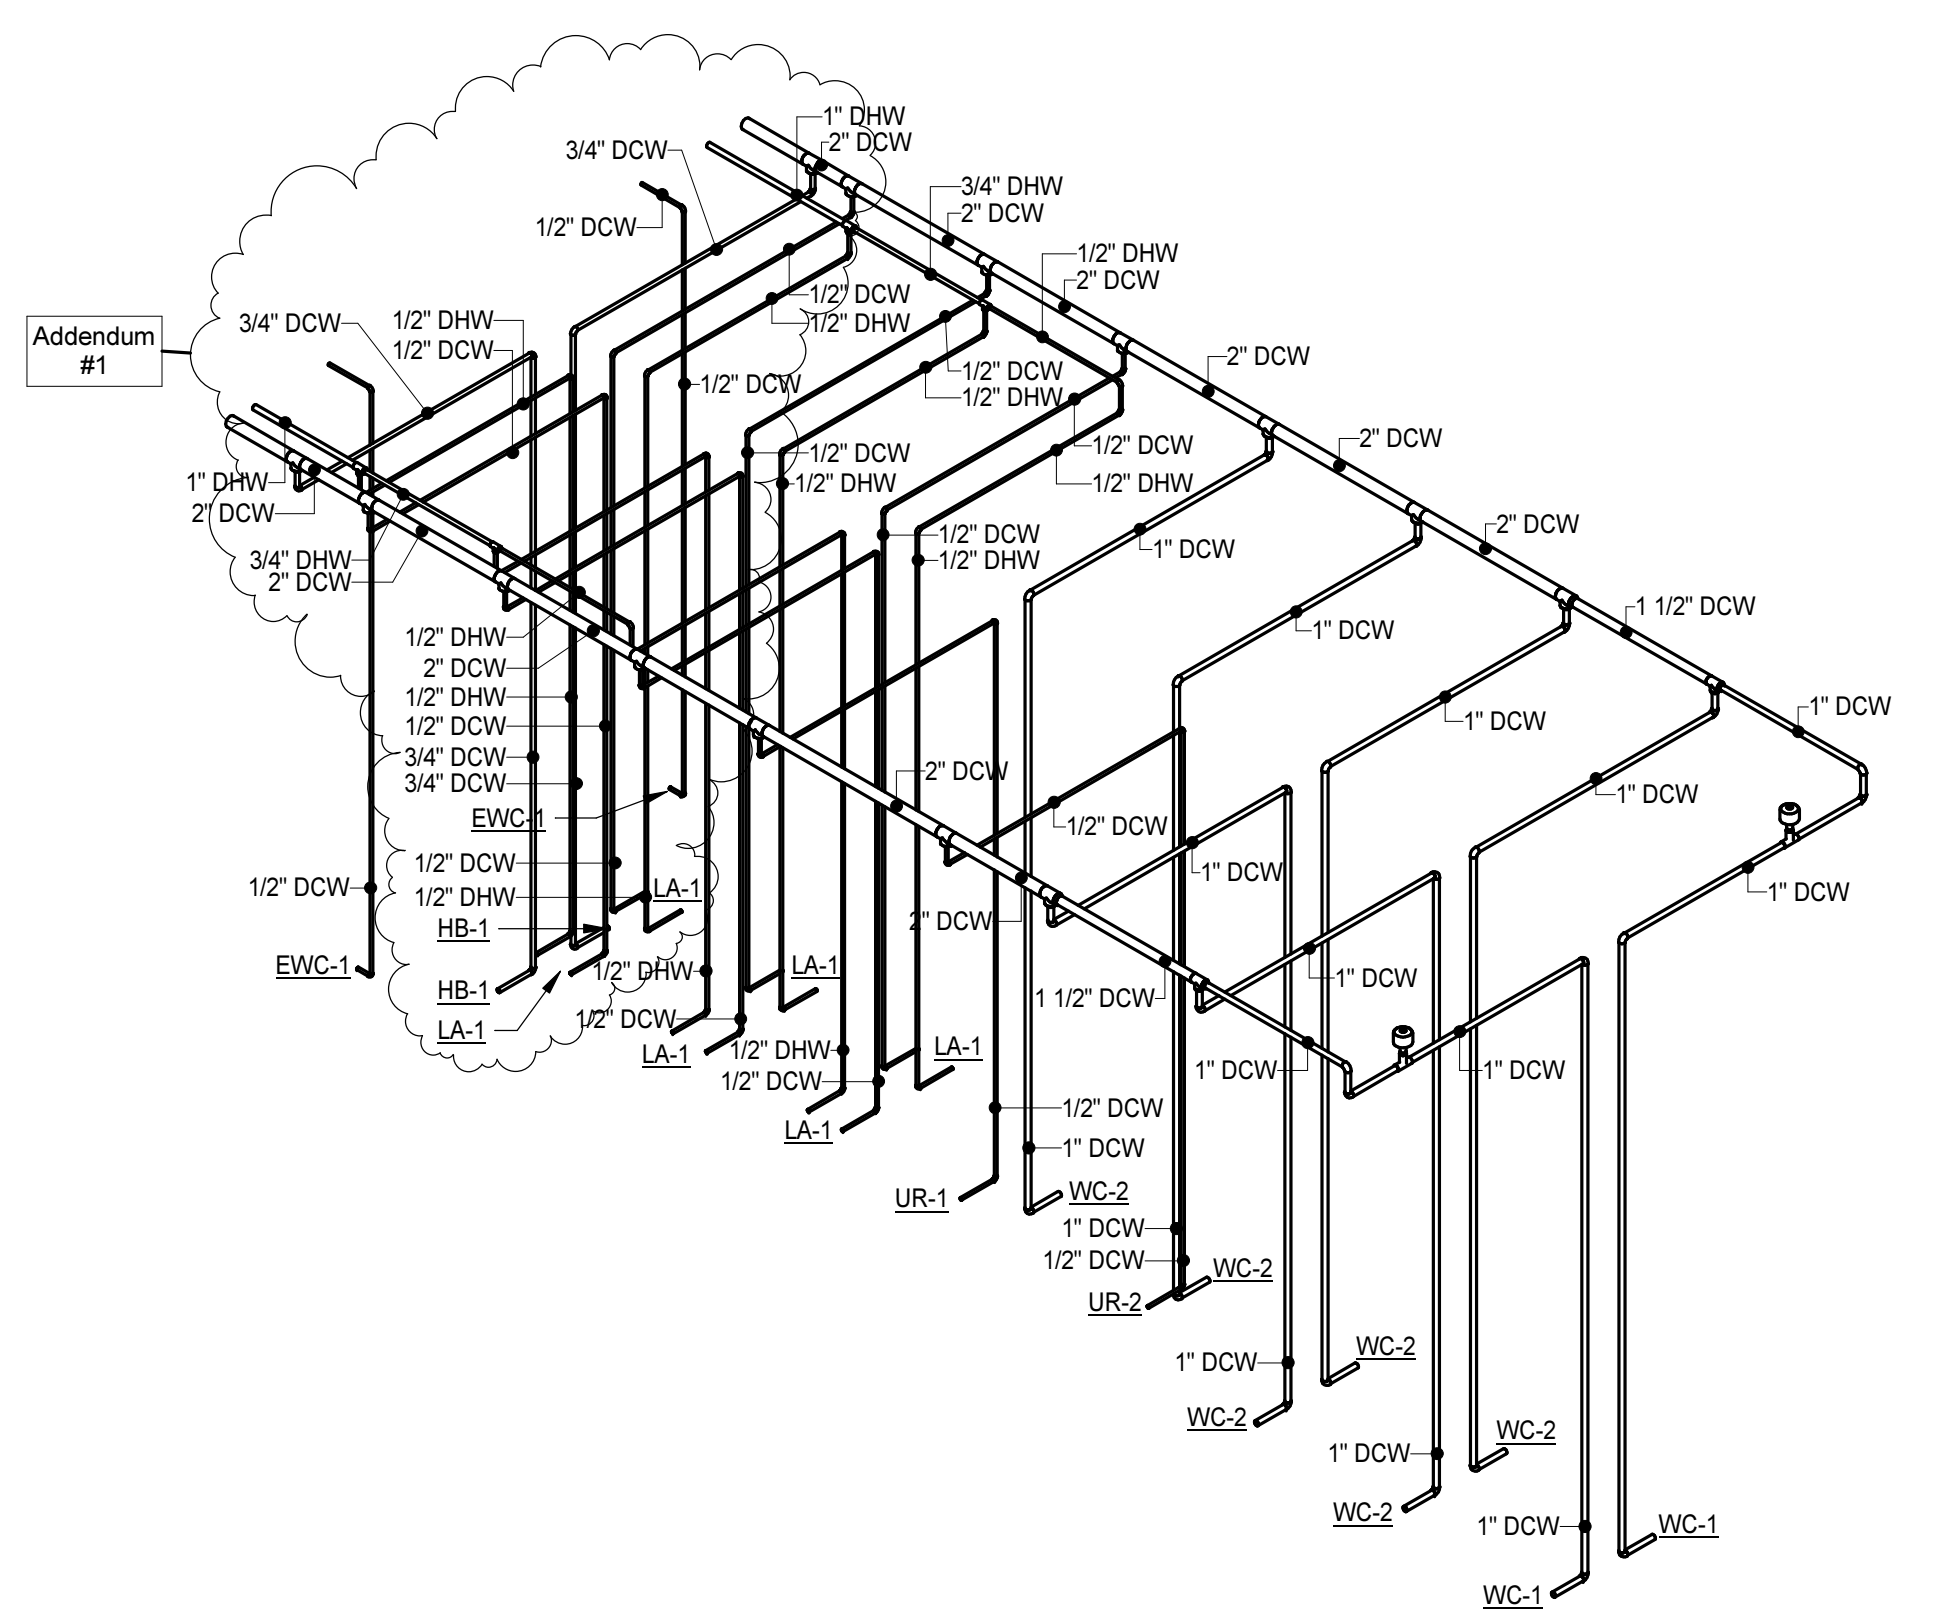 1" DHW
2" DCW
3/4" DCW
3/4" DHW
2" DCW
1/2" DCW
1/2" DHW
2" DCW
1/2" DCW
1/2" DHW
Addendum
#1
3/4" DCW
1/2" DHW
1/2" DCW
1/2" DCW
2" DCW
1/2" DCW
1/2" DHW
2" DCW
1/2" DCW
1/2" DCW
1/2" DHW
1/2" DHW
1" DHW
2" DCW
2" DCW
1/2" DCW
1" DCW
3/4" DHW
2" DCW
1/2" DHW
1 1/2" DCW
1" DCW
1/2" DHW
2" DCW
1/2" DHW
1/2" DCW
3/4" DCW
3/4" DCW
1" DCW
1" DCW
2" DCW
1" DCW
EWC-1
1/2" DCW
1/2" DCW
1" DCW
1/2" DCW
1/2" DHW
LA-1
1" DCW
HB-1
2" DCW
EWC-1
HB-1
1/2" DHW
LA-1
1" DCW
1 1/2" DCW
LA-1
1/2" DCW
LA-1
1/2" DHW
LA-1
1" DCW
1" DCW
1/2" DCW
LA-1
1/2" DCW
1" DCW
UR-1
WC-2
1" DCW
1/2" DCW
WC-2
UR-2
1" DCW
WC-2
WC-2
WC-2
1" DCW
WC-2
1" DCW
WC-1
WC-1